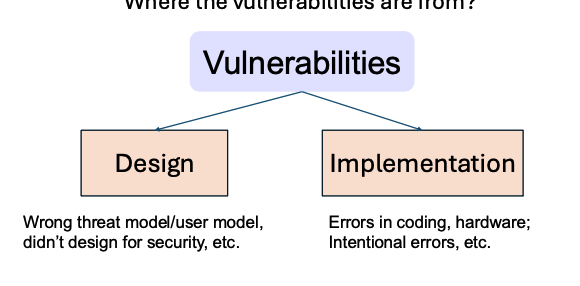 Where the vulnerabilities are from?
Vulnerabilities
Design
Implementation
Wrong threat model/user model,
didn’t design for security, etc.
Errors in coding, hardware;
Intentional errors, etc.